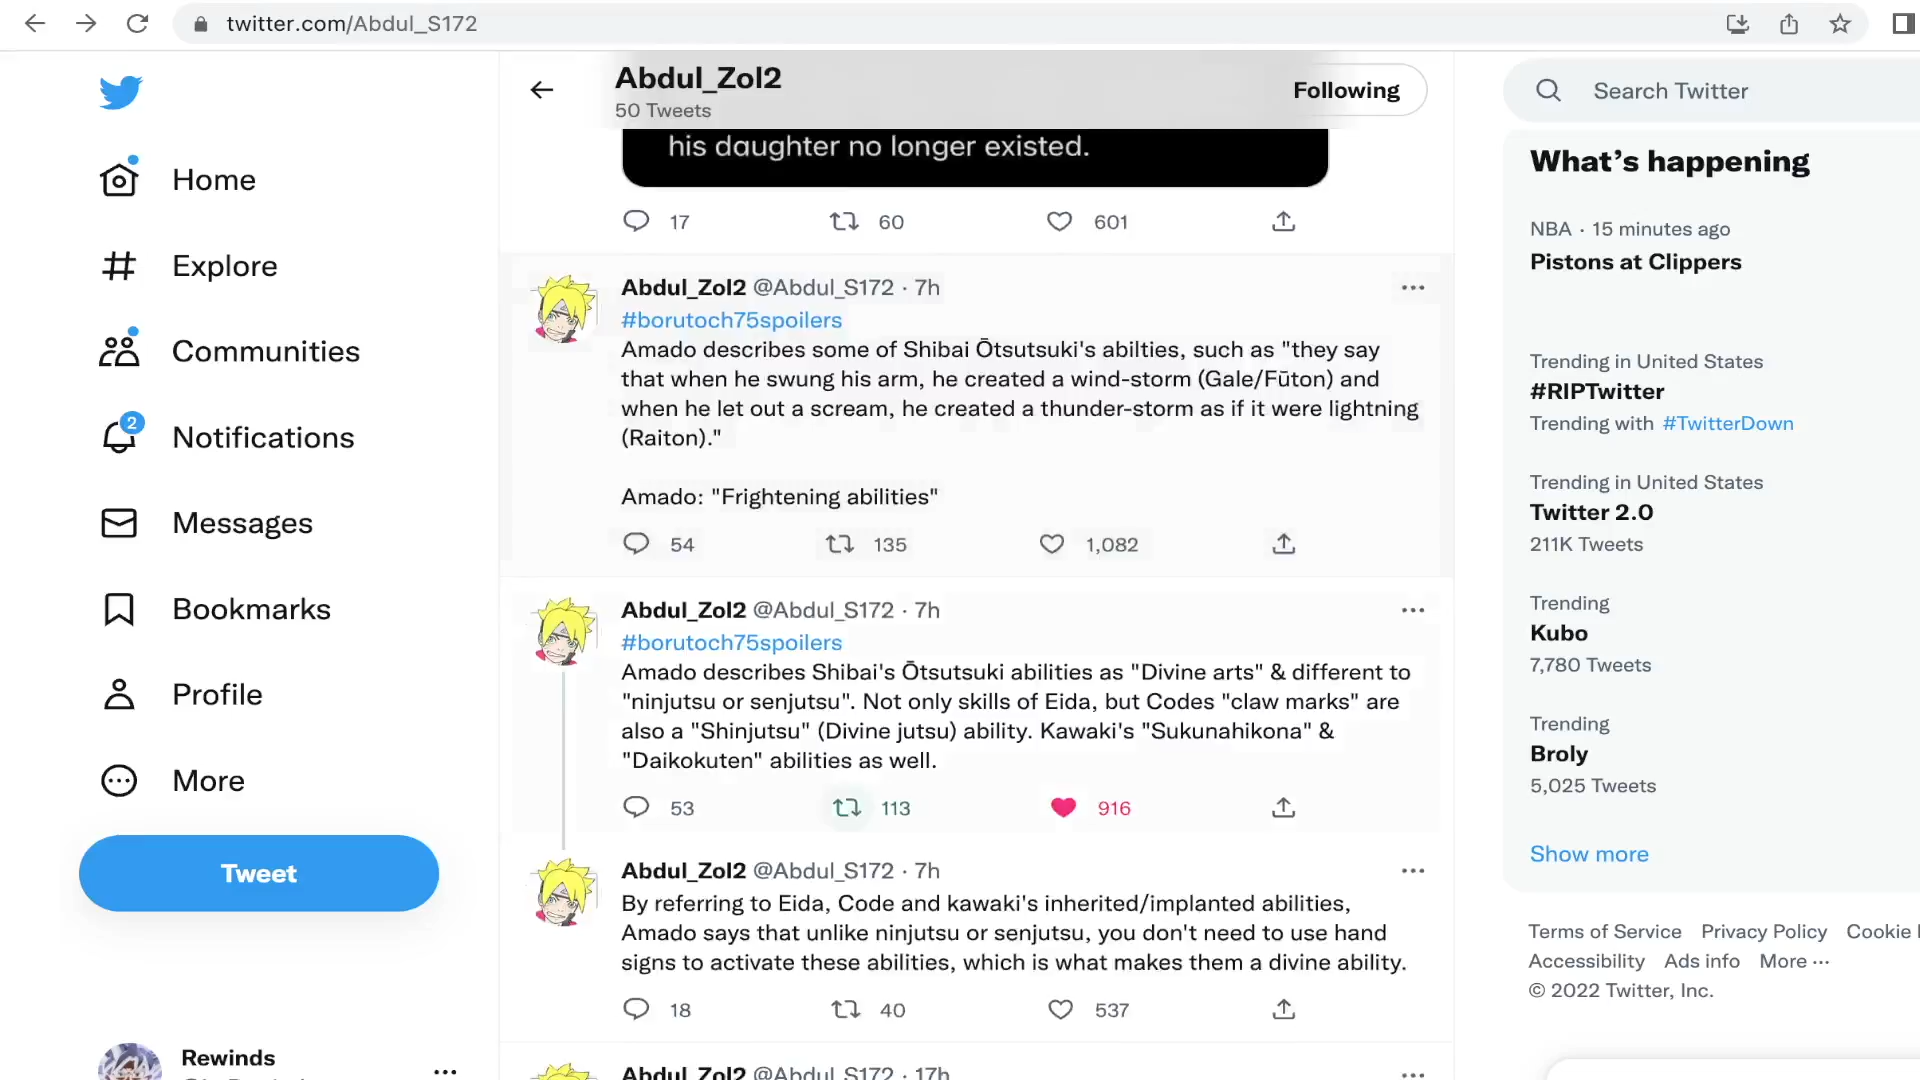 twitter.com/Abdul_S172
Abdul_Zol2
50 Tweets
Following
Search Twitter
Home
Explore
Communities
2
Notifications
Messages
Bookmarks
Profile
More
Tweet
Rewinds
his daughter no longer existed.
17 60 601
Abdul_Zol2 @Abdul_S172 · 7h
#borutoch75spoilers
Amado describes some of Shibai Ōtsutsuki's abilties, such as "they say
that when he swung his arm, he created a wind-storm (Gale/Fūton) and
when he let out a scream, he created a thunder-storm as if it were lightning
(Raiton)."
Amado: "Frightening abilities"
54 135 1,082
Abdul_Zol2 @Abdul_S172 · 7h
#borutoch75spoilers
Amado describes Shibai's Ōtsutsuki abilities as "Divine arts" & different to
"ninjutsu or senjutsu". Not only skills of Eida, but Codes "claw marks" are
also a "Shinjutsu" (Divine jutsu) ability. Kawaki's "Sukunahikona" &
"Daikokuten" abilities as well.
53 113 916
Abdul_Zol2 @Abdul_S172 · 7h
By referring to Eida, Code and kawaki's inherited/implanted abilities,
Amado says that unlike ninjutsu or senjutsu, you don't need to use hand
signs to activate these abilities, which is what makes them a divine ability.
18 40 537
Abdul_Zol2 @Abdul_S172 · 17h
What's happening
NBA · 15 minutes ago
Pistons at Clippers
Trending in United States
#RIPTwitter
Trending with #TwitterDown
Trending in United States
Twitter 2.0
211K Tweets
Trending
Kubo
7,780 Tweets
Trending
Broly
5,025 Tweets
Show more
Terms of Service Privacy Policy Cookie
Accessibility Ads info More ···
© 2022 Twitter, Inc.